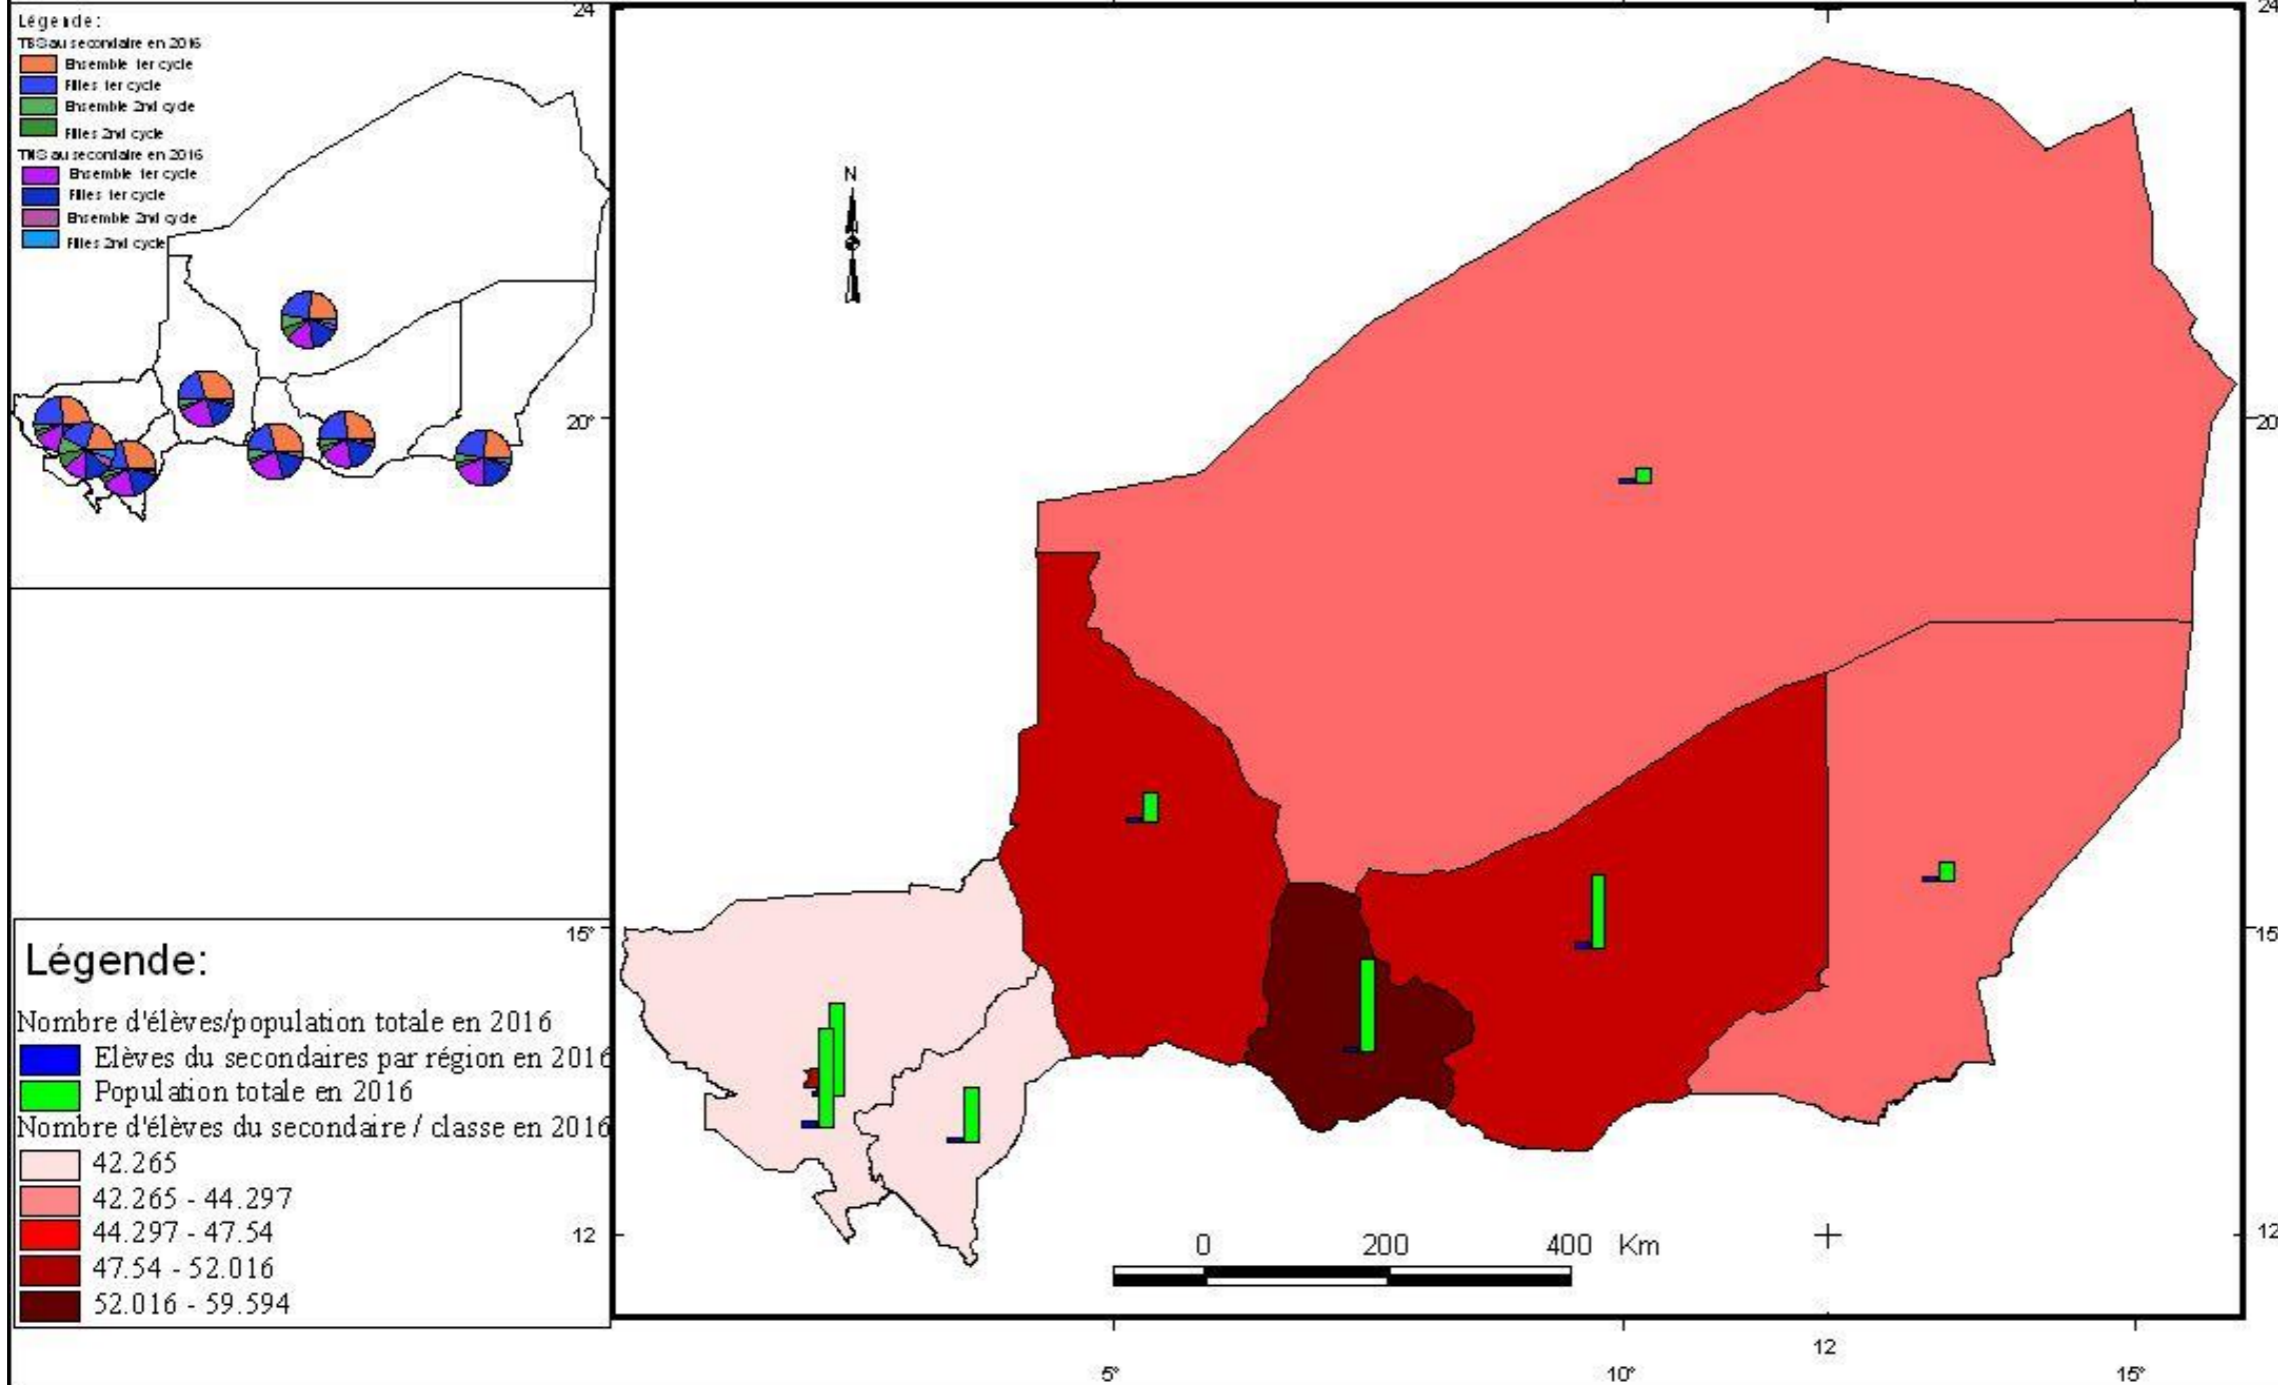 Légende:
TBS au secondaire en 2016
Ensemble 1er cycle
Filles 1er cycle
Ensemble 2nd cycle
Filles 2nd cycle
TNS au secondaire en 2016
Ensemble 1er cycle
Filles 1er cycle
Ensemble 2nd cycle
Filles 2nd cycle
24
24
N
20°
20
15°
15
Légende:
Nombre d'élèves/population totale en 2016
Elèves du secondaires par région en 2016
Population totale en 2016
Nombre d'élèves du secondaire / classe en 2016
42.265
42.265 - 44.297
44.297 - 47.54
47.54 - 52.016
52.016 - 59.594
12
12
0 200 400 Km
5° 10° 12 15°